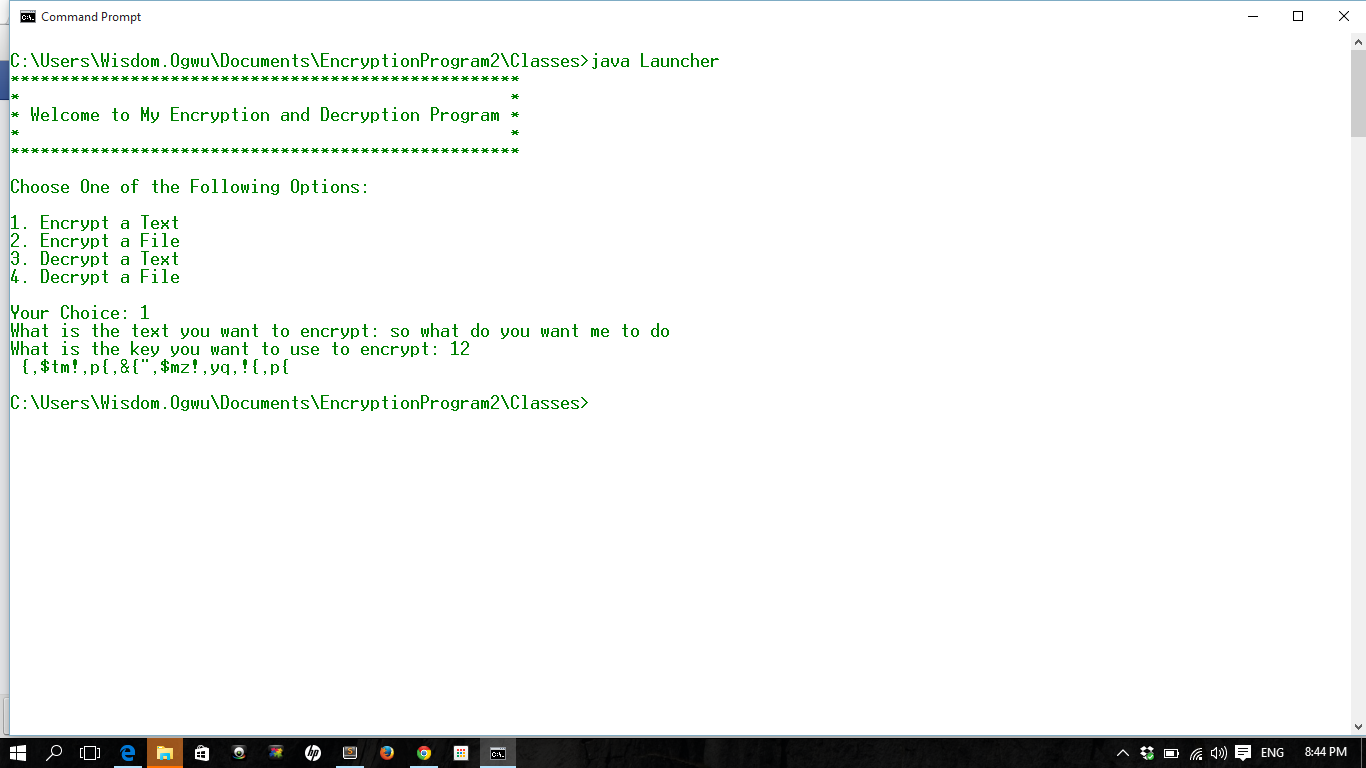 Command Prompt
C:\Users\Wisdom.Ogwu\Documents\EncryptionProgram2\Classes>java Launcher
***************************************************
*                                                 *
* Welcome to My Encryption and Decryption Program *
*                                                 *
***************************************************
Choose One of the Following Options:
1. Encrypt a Text
2. Encrypt a File
3. Decrypt a Text
4. Decrypt a File
Your Choice: 1
What is the text you want to encrypt: so what do you want me to do
What is the key you want to use to encrypt: 12
 {,$tm!,p{,&{",$mz!,yq,!{,p{
C:\Users\Wisdom.Ogwu\Documents\EncryptionProgram2\Classes>
hp
ENG
8:44 PM